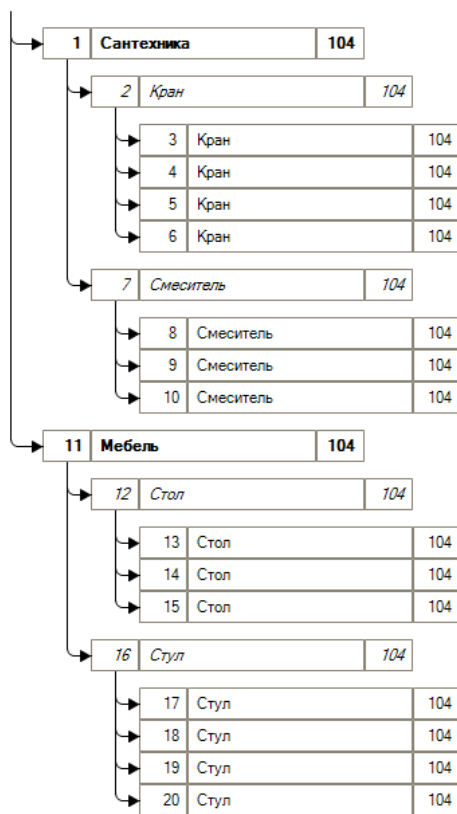 1 Сантехника 104
2 Кран 104
3 Кран 104
4 Кран 104
5 Кран 104
6 Кран 104
7 Смеситель 104
8 Смеситель 104
9 Смеситель 104
10 Смеситель 104
11 Мебель 104
12 Стол 104
13 Стол 104
14 Стол 104
15 Стол 104
16 Стул 104
17 Стул 104
18 Стул 104
19 Стул 104
20 Стул 104